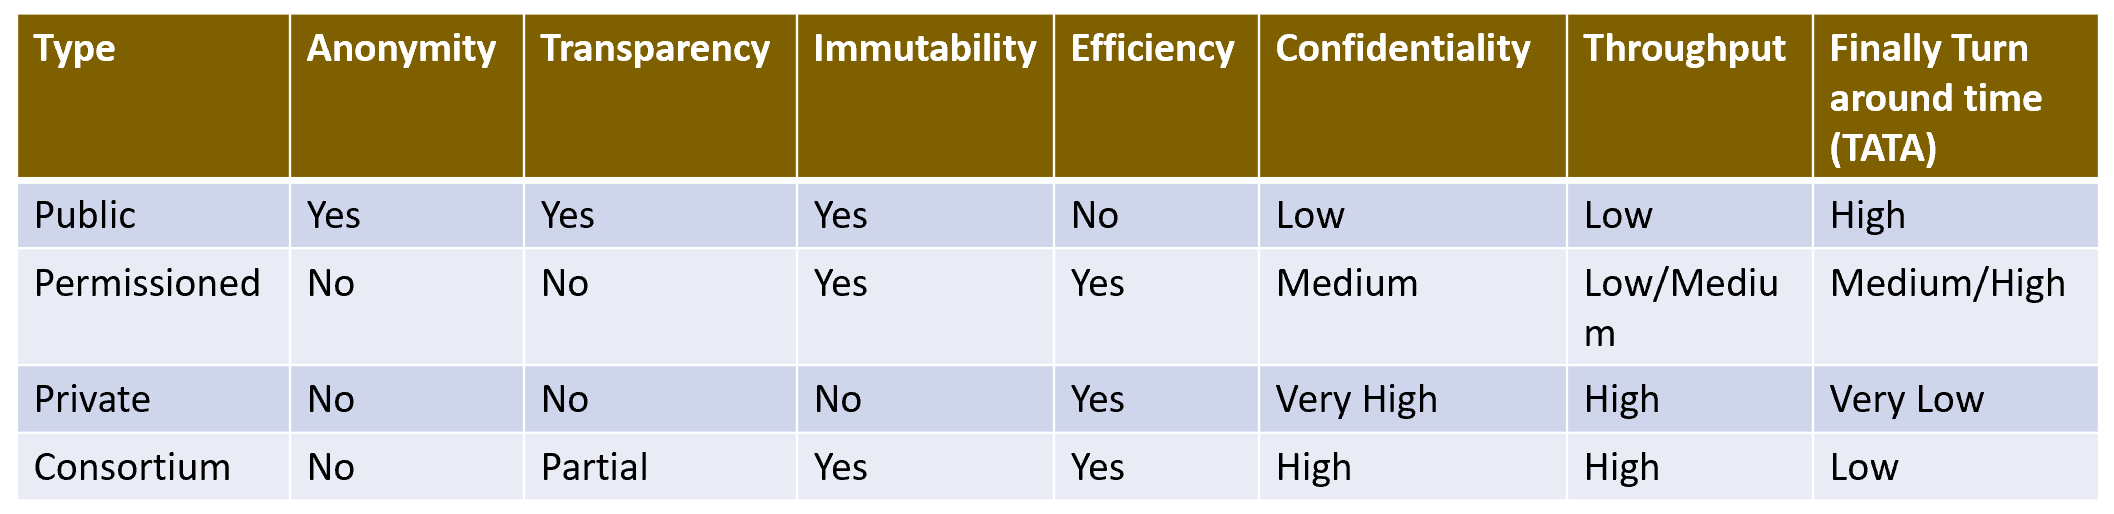 Type Anonymity Transparency Immutability Efficiency Confidentiality Throughput Finally Turn
around time
(TATA)
Public Yes Yes Yes No Low Low High
Permissioned No No Yes Yes Medium Low/Mediu Medium/High
m
Private No No No Yes Very High High Very Low
Consortium No Partial Yes Yes High High Low